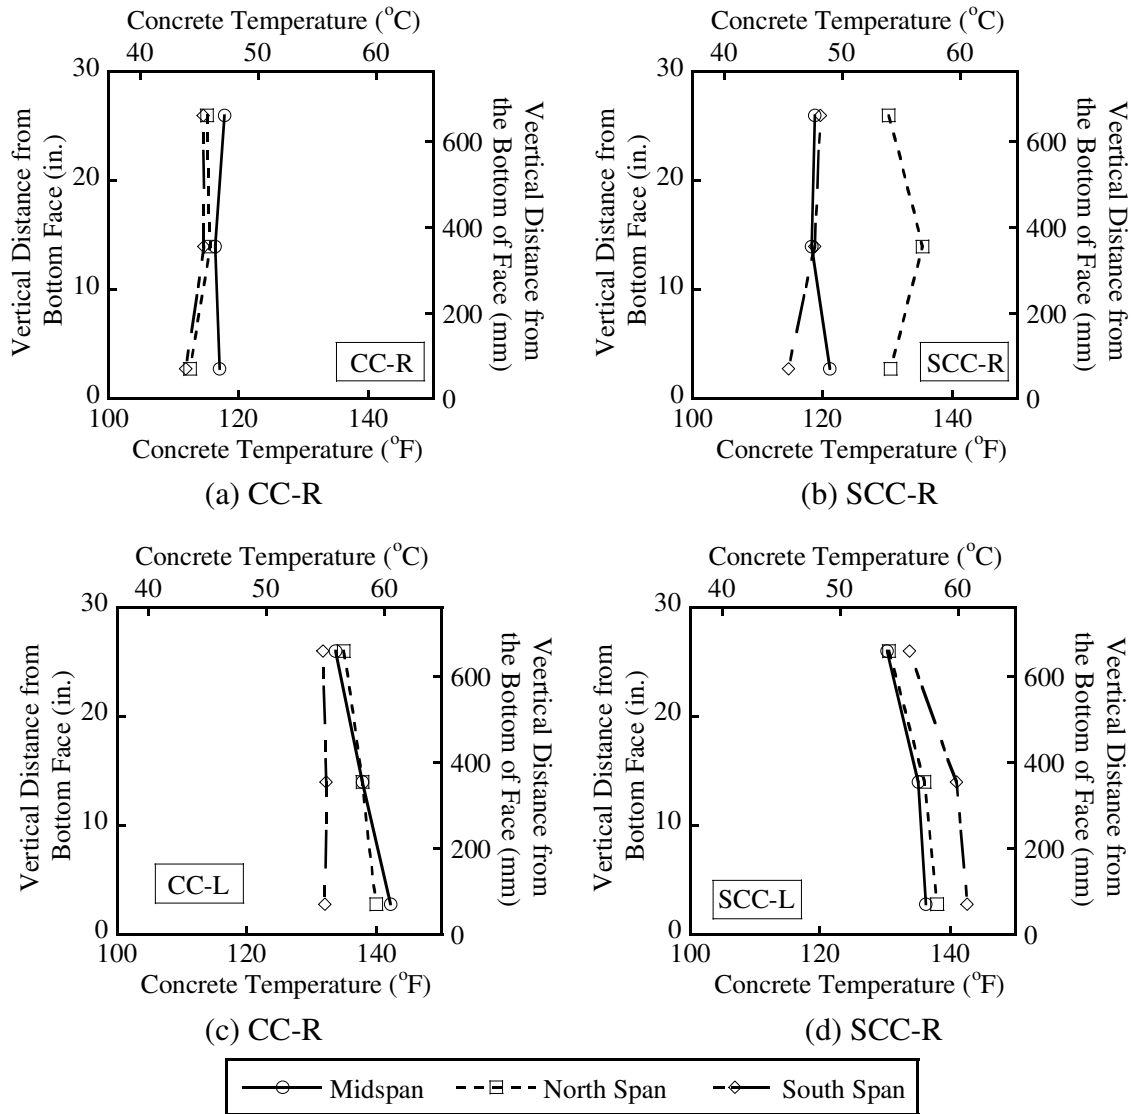 Concrete Temperature (°C)
40 50 60
30
20
10
0
Vertical Distance from
Bottom Face (in.)
600
400
200
0
Veertical Distance from
the Bottom of Face (mm)
CC-R
100 120 140
Concrete Temperature (°F)
(a) CC-R
Concrete Temperature (°C)
40 50 60
30
20
10
0
Vertical Distance from
Bottom Face (in.)
600
400
200
0
Veertical Distance from
the Bottom of Face (mm)
SCC-R
100 120 140
Concrete Temperature (°F)
(b) SCC-R
Concrete Temperature (°C)
40 50 60
30
20
10
0
Vertical Distance from
Bottom Face (in.)
600
400
200
0
Veertical Distance from
the Bottom of Face (mm)
CC-L
100 120 140
Concrete Temperature (°F)
(c) CC-R
Concrete Temperature (°C)
40 50 60
30
20
10
0
Vertical Distance from
Bottom Face (in.)
600
400
200
0
Veertical Distance from
the Bottom of Face (mm)
SCC-L
100 120 140
Concrete Temperature (°F)
(d) SCC-R
Midspan North Span South Span